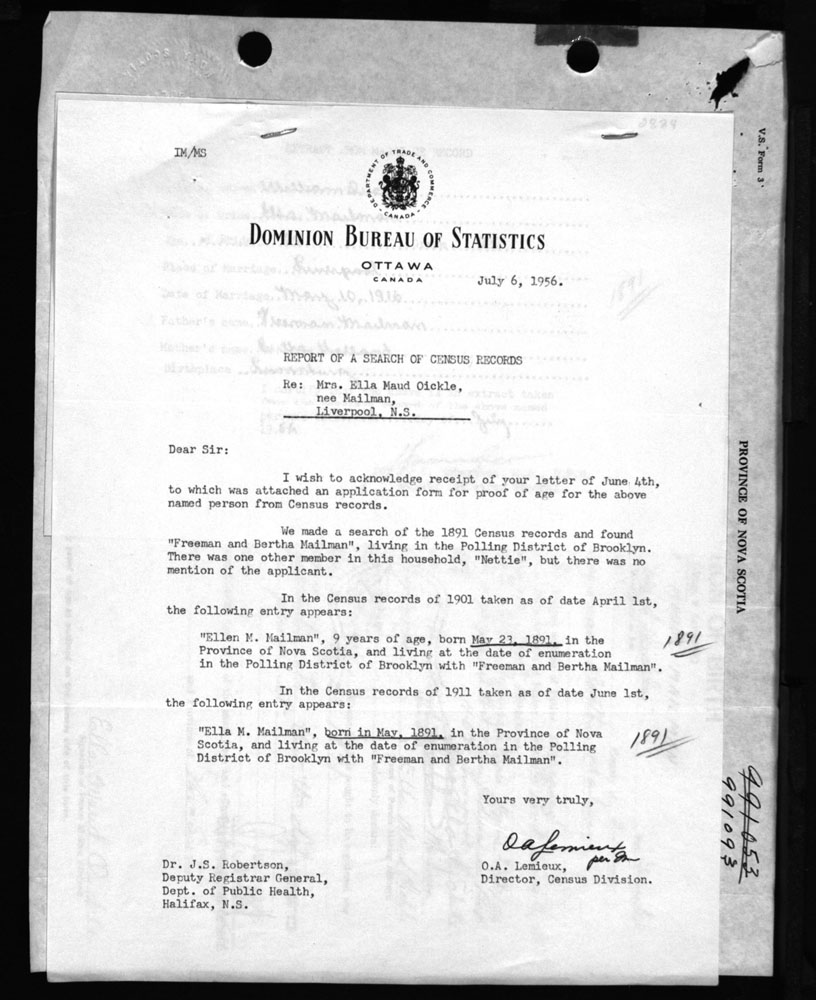 V.S. Form 3
IM/MS
DEPARTMENT OF TRADE AND COMMERCE
CANADA
DOMINION BUREAU OF STATISTICS
OTTAWA
CANADA
July 6, 1956.
REPORT OF A SEARCH OF CENSUS RECORDS
Re: Mrs. Ella Maud Oickle,
nee Mailman,
Liverpool, N.S.
Dear Sir:
I wish to acknowledge receipt of your letter of June 4th,
to which was attached an application form for proof of age for the above
named person from Census records.
We made a search of the 1891 Census records and found
"Freeman and Bertha Mailman", living in the Polling District of Brooklyn.
There was one other member in this household, "Nettie", but there was no
mention of the applicant.
In the Census records of 1901 taken as of date April 1st,
the following entry appears:
"Ellen M. Mailman", 9 years of age, born May 23, 1891, in the
Province of Nova Scotia, and living at the date of enumeration
in the Polling District of Brooklyn with "Freeman and Bertha Mailman".
1891
In the Census records of 1911 taken as of date June 1st,
the following entry appears:
"Ella M. Mailman", born in May, 1891, in the Province of Nova
Scotia, and living at the date of enumeration in the Polling
District of Brooklyn with "Freeman and Bertha Mailman".
1891
Yours very truly,
OALemieux
per
O.A. Lemieux,
Director, Census Division.
Dr. J.S. Robertson,
Deputy Registrar General,
Dept. of Public Health,
Halifax, N.S.
PROVINCE OF NOVA SCOTIA
991053
991093